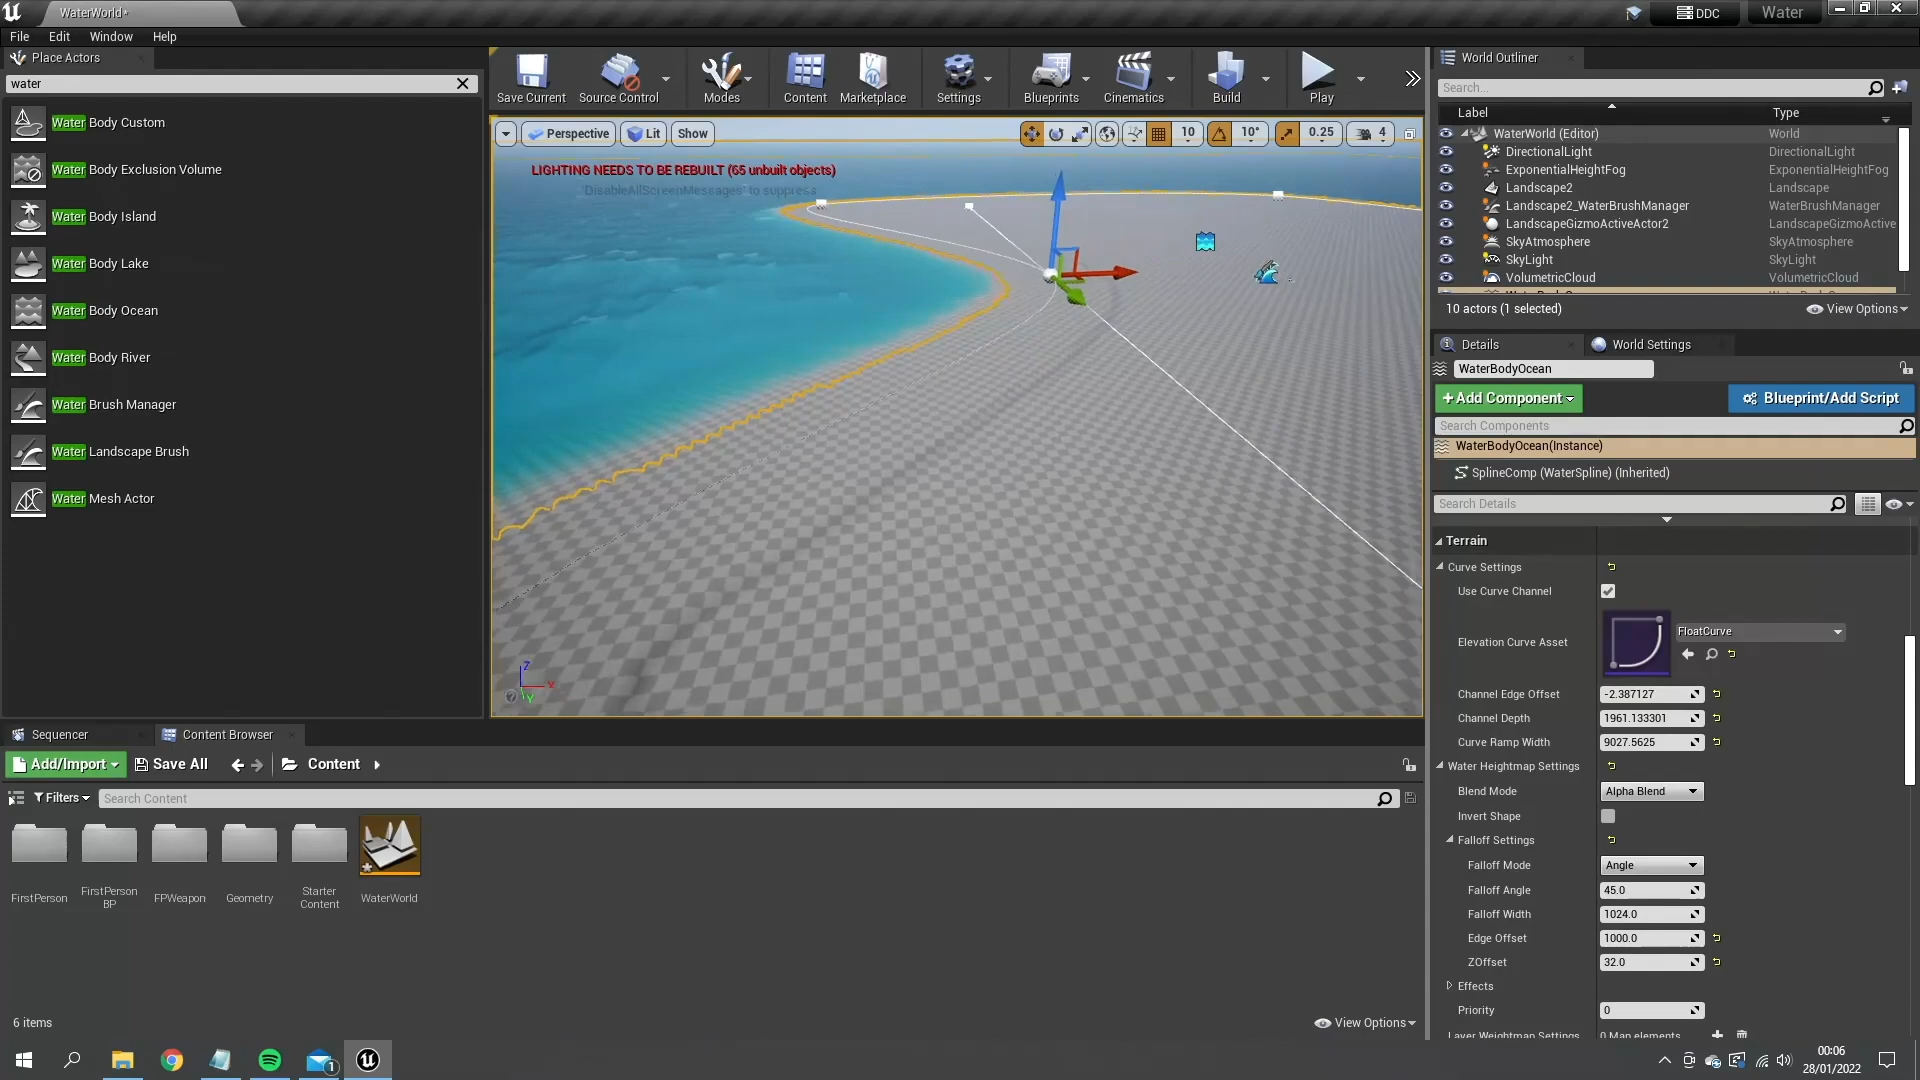 WaterWorld*
DDC
Water
File Edit Window Help
Place Actors
water
Water Body Custom
Water Body Exclusion Volume
Water Body Island
Water Body Lake
Water Body Ocean
Water Body River
Water Brush Manager
Water Landscape Brush
Water Mesh Actor
Save Current
Source Control
Modes
Content
Marketplace
Settings
Blueprints
Cinematics
Build
Play
Perspective
Lit
Show
10
10°
0.25
4
LIGHTING NEEDS TO BE REBUILT (65 unbuilt objects)
'DisableAllScreenMessages' to suppress
Z
X
Y
World Outliner
Search...
Label Type
WaterWorld (Editor) World
DirectionalLight DirectionalLight
ExponentialHeightFog ExponentialHeightFog
Landscape2 Landscape
Landscape2_WaterBrushManager WaterBrushManager
LandscapeGizmoActiveActor2 LandscapeGizmoActive
SkyAtmosphere SkyAtmosphere
SkyLight SkyLight
VolumetricCloud VolumetricCloud
10 actors (1 selected)
View Options
Details
World Settings
WaterBodyOcean
+Add Component
Blueprint/Add Script
Search Components
WaterBodyOcean(Instance)
SplineComp (WaterSpline) (Inherited)
Search Details
Terrain
Curve Settings
Use Curve Channel
Elevation Curve Asset
FloatCurve
Channel Edge Offset -2.387127
Channel Depth 1961.133301
Curve Ramp Width 9027.5625
Water Heightmap Settings
Blend Mode Alpha Blend
Invert Shape
Falloff Settings
Falloff Mode Angle
Falloff Angle 45.0
Falloff Width 1024.0
Edge Offset 1000.0
ZOffset 32.0
Effects
Priority 0
Layer Weightmap Settings 0 Map elements
Sequencer
Content Browser
Add/Import
Save All
Content
Filters
Search Content
FirstPerson
FirstPerson
BP
FPWeapon
Geometry
Starter
Content
WaterWorld
6 items
View Options
1
00:06
28/01/2022